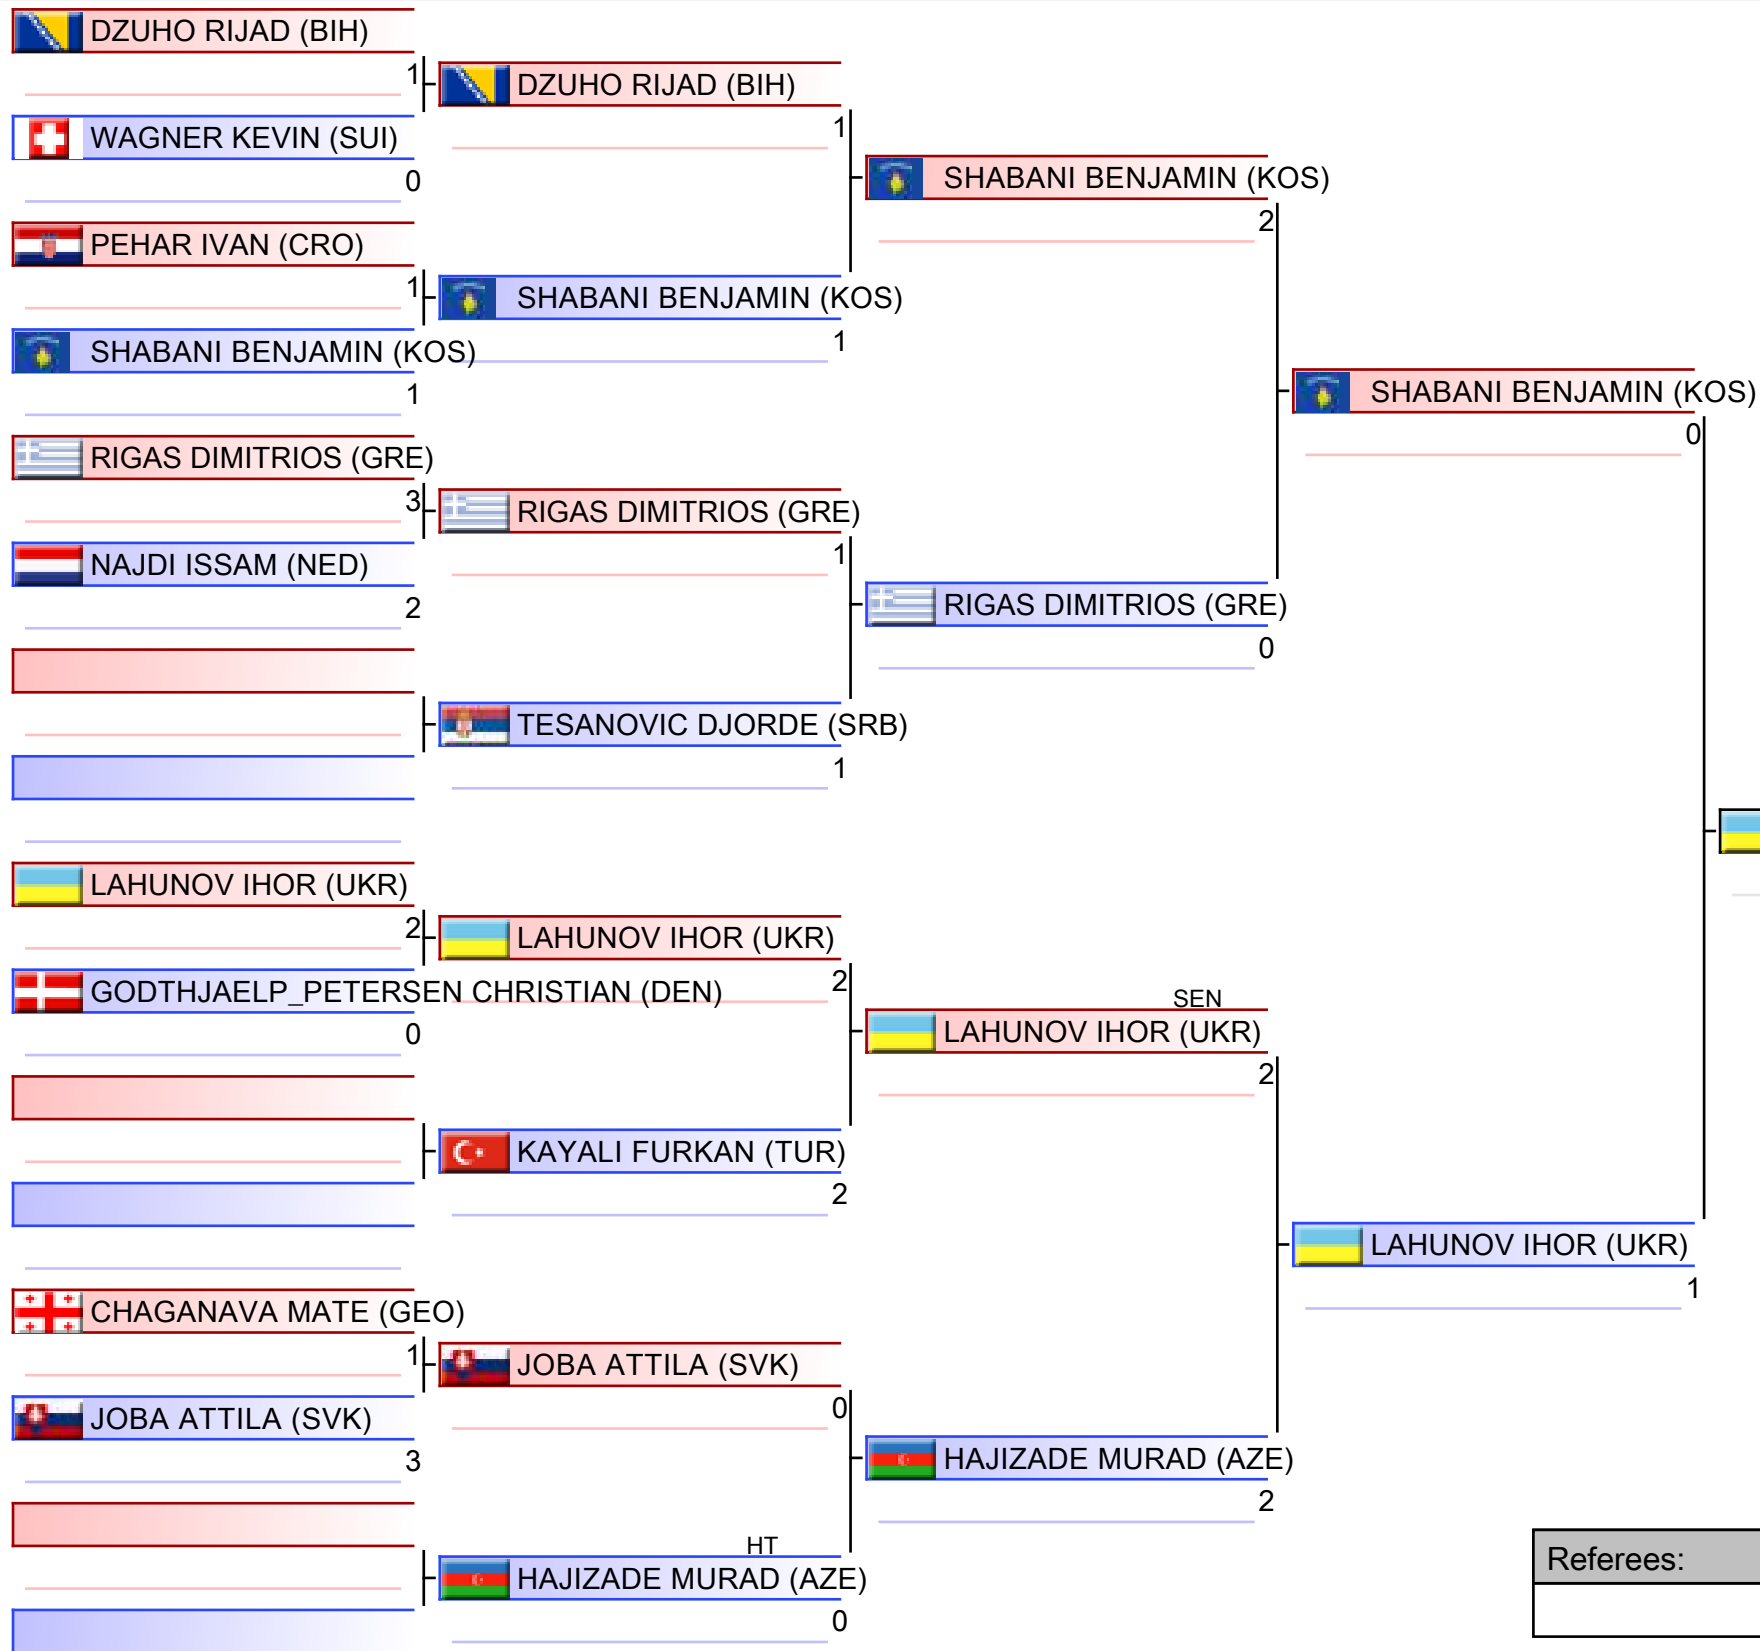 DZUHO RIJAD (BIH)
1
WAGNER KEVIN (SUI)
0
PEHAR IVAN (CRO)
1
SHABANI BENJAMIN (KOS)
1
RIGAS DIMITRIOS (GRE)
3
NAJDI ISSAM (NED)
2
LAHUNOV IHOR (UKR)
2
GODTHJAELP_PETERSEN CHRISTIAN (DEN)
0
CHAGANAVA MATE (GEO)
1
JOBA ATTILA (SVK)
3
DZUHO RIJAD (BIH)
1
SHABANI BENJAMIN (KOS)
1
RIGAS DIMITRIOS (GRE)
1
TESANOVIC DJORDE (SRB)
1
LAHUNOV IHOR (UKR)
2
KAYALI FURKAN (TUR)
2
JOBA ATTILA (SVK)
0
HT
HAJIZADE MURAD (AZE)
0
SHABANI BENJAMIN (KOS)
2
RIGAS DIMITRIOS (GRE)
0
SEN
LAHUNOV IHOR (UKR)
2
HAJIZADE MURAD (AZE)
2
SHABANI BENJAMIN (KOS)
0
LAHUNOV IHOR (UKR)
1
Referees: